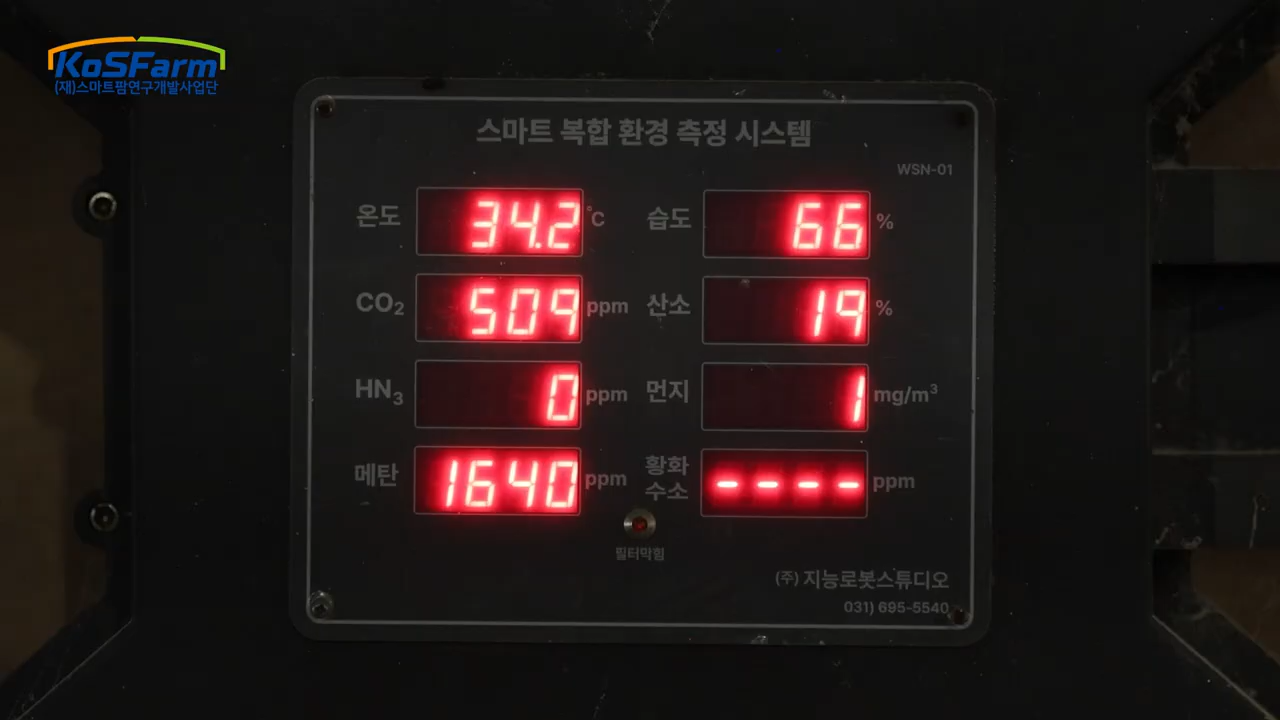 KoSFarm
(재)스마트팜연구개발사업단
스마트 복합 환경 측정 시스템
WSN-01
온도 34.2 °C 습도 66 %
CO₂ 509 ppm 산소 19 %
HN₃ 0 ppm 먼지 1 mg/m³
메탄 1640 ppm 황화수소 ---- ppm
필터막힘
(주) 지능로봇스튜디오
031) 695-5540